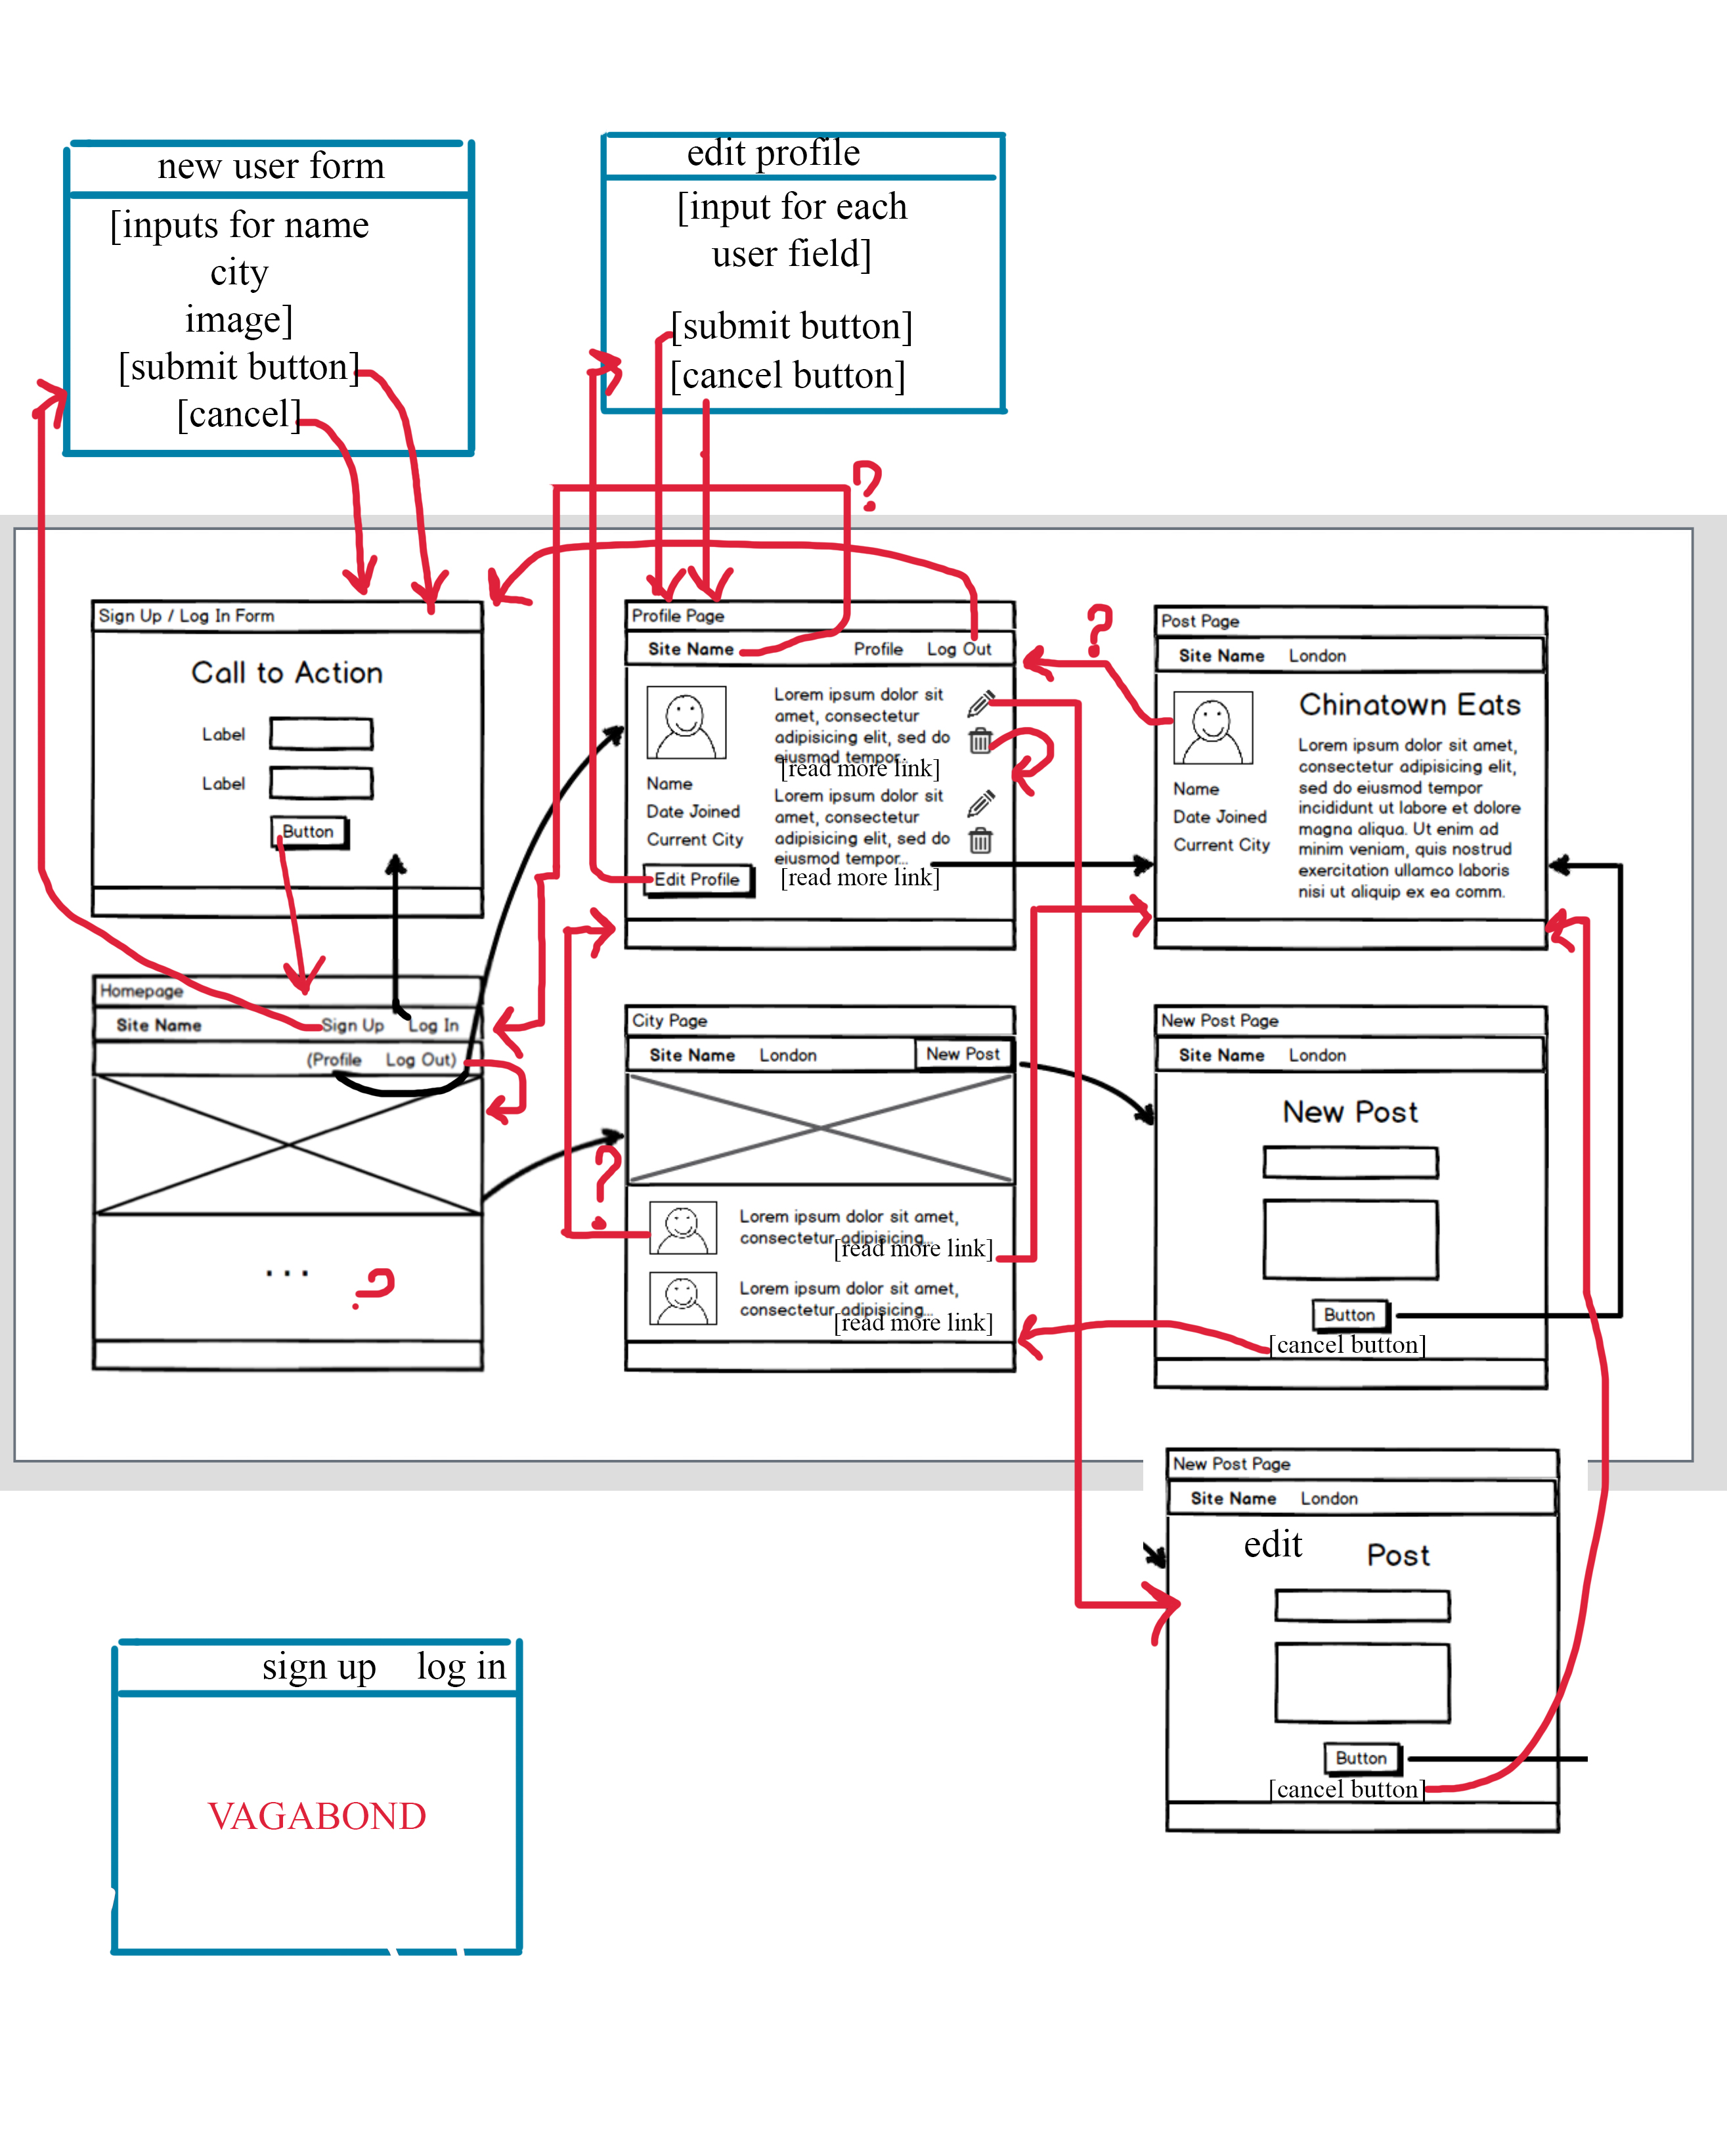 new user form
[inputs for name
city
image]
[submit button]
[cancel]
edit profile
[input for each
user field]
[submit button]
[cancel button]
?
Sign Up / Log In Form
Call to Action
Label
Label
Button
Profile Page
Site Name Profile Log Out
Lorem ipsum dolor sit
amet, consectetur
adipisicing elit, sed do
eiusmod tempor...
[read more link]
Name
Date Joined
Current City
Edit Profile
Lorem ipsum dolor sit
amet, consectetur
adipisicing elit, sed do
eiusmod tempor...
[read more link]
?
Post Page
Site Name London
Name
Date Joined
Current City
Chinatown Eats
Lorem ipsum dolor sit amet,
consectetur adipisicing elit,
sed do eiusmod tempor
incididunt ut labore et dolore
magna aliqua. Ut enim ad
minim veniam, quis nostrud
exercitation ullamco laboris
nisi ut aliquip ex ea comm.
Homepage
Site Name Sign Up Log In
(Profile Log Out)
...
?
City Page
Site Name London New Post
?
Lorem ipsum dolor sit amet,
consectetur adipisicing...
[read more link]
Lorem ipsum dolor sit amet,
consectetur adipisicing...
[read more link]
New Post Page
Site Name London
New Post
Button
[cancel button]
New Post Page
Site Name London
edit Post
Button
[cancel button]
sign up log in
VAGABOND